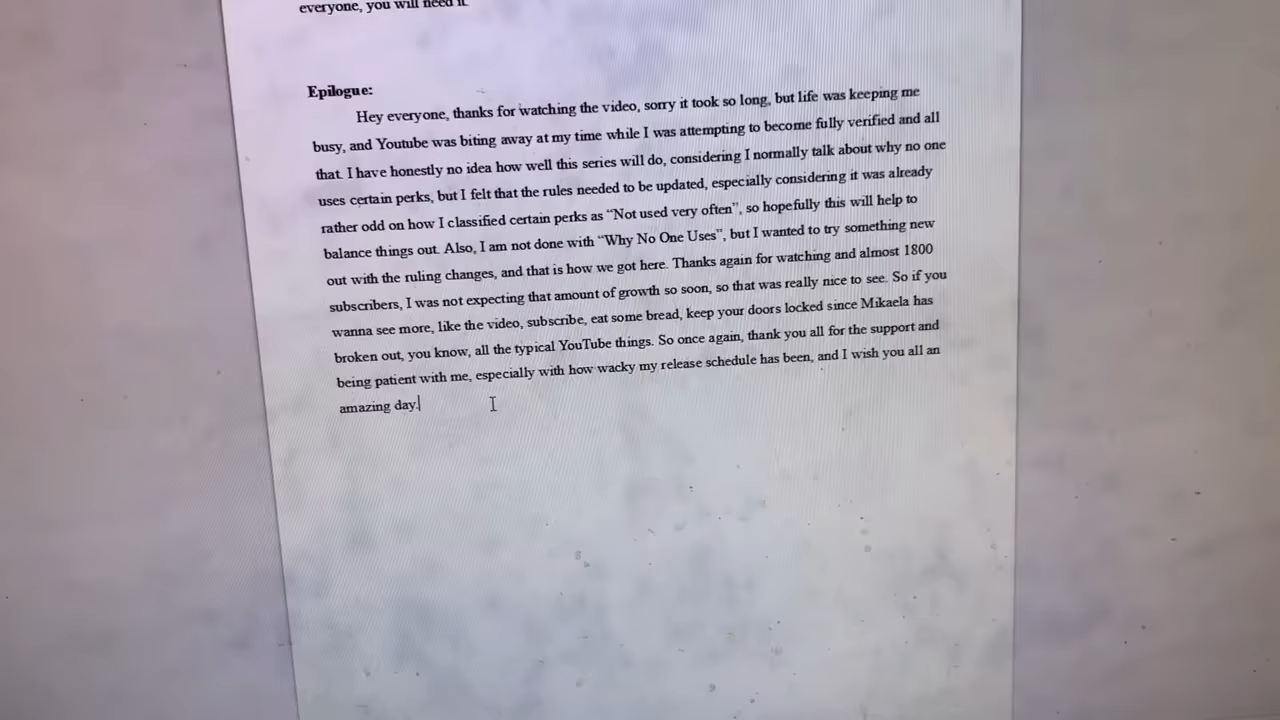 everyone, you will need it.
Epilogue:
Hey everyone, thanks for watching the video, sorry it took so long, but life was keeping me
busy, and Youtube was biting away at my time while I was attempting to become fully verified and all
that. I have honestly no idea how well this series will do, considering I normally talk about why no one
uses certain perks, but I felt that the rules needed to be updated, especially considering it was already
rather odd on how I classified certain perks as “Not used very often”, so hopefully this will help to
balance things out. Also, I am not done with “Why No One Uses”, but I wanted to try something new
out with the ruling changes, and that is how we got here. Thanks again for watching and almost 1800
subscribers, I was not expecting that amount of growth so soon, so that was really nice to see. So if you
wanna see more, like the video, subscribe, eat some bread, keep your doors locked since Mikaela has
broken out, you know, all the typical YouTube things. So once again, thank you all for the support and
being patient with me, especially with how wacky my release schedule has been, and I wish you all an
amazing day.